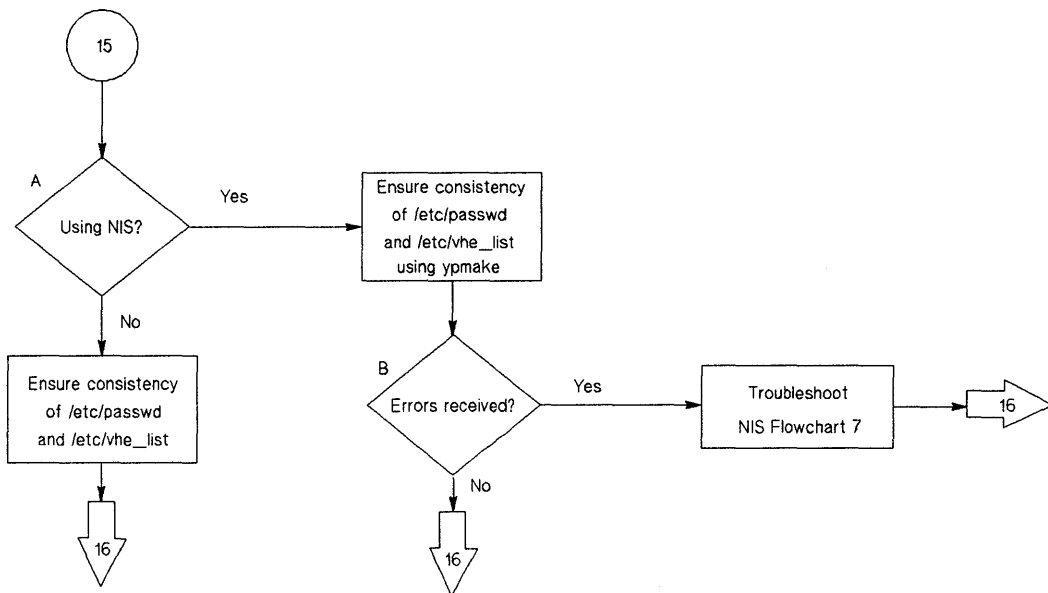 15
A
Using NIS?
Yes
Ensure consistency
of /etc/passwd
and /etc/vhe_list
using ypmake
No
Ensure consistency
of /etc/passwd
and /etc/vhe_list
16
B
Errors received?
Yes
Troubleshoot
NIS Flowchart 7
16
No
16